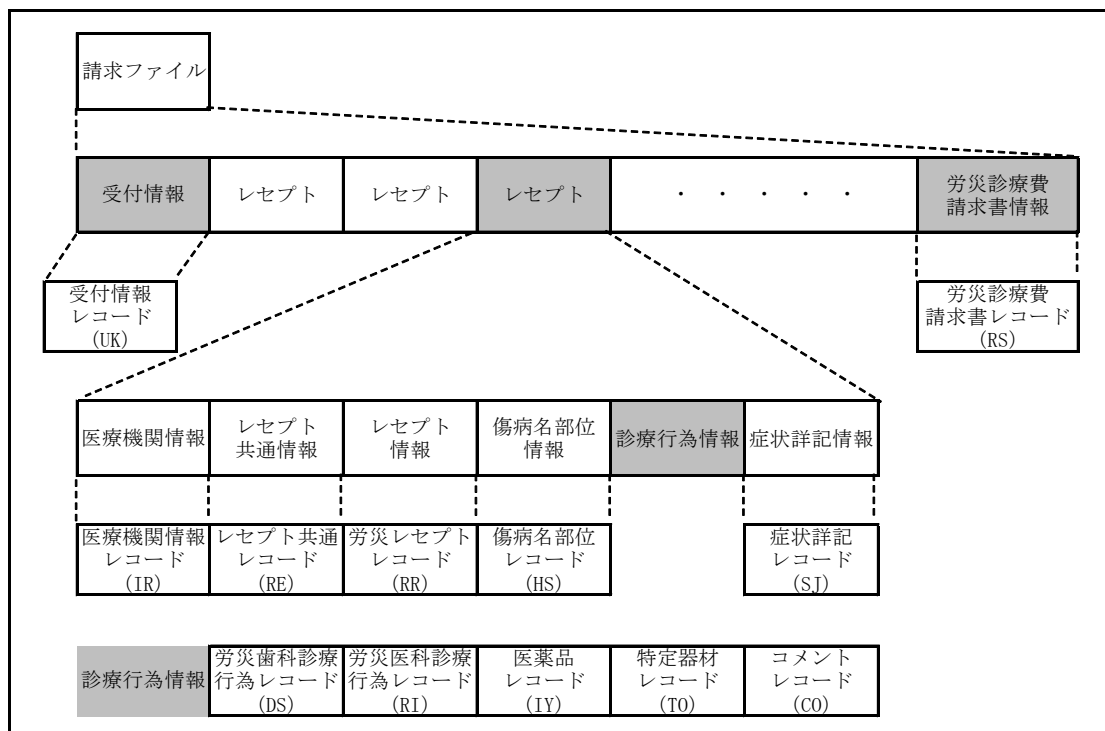 請求ファイル
受付情報
レセプト
レセプト
レセプト
・ ・ ・ ・ ・
労災診療費
請求書情報
受付情報
レコード
(UK)
労災診療費
請求書レコード
(RS)
医療機関情報
レセプト
共通情報
レセプト
情報
傷病名部位
情報
診療行為情報
症状詳記情報
医療機関情報
レコード
(IR)
レセプト共通
レコード
(RE)
労災レセプト
レコード
(RR)
傷病名部位
レコード
(HS)
症状詳記
レコード
(SJ)
診療行為情報
労災歯科診療
行為レコード
(DS)
労災医科診療
行為レコード
(RI)
医薬品
レコード
(IY)
特定器材
レコード
(TO)
コメント
レコード
(CO)